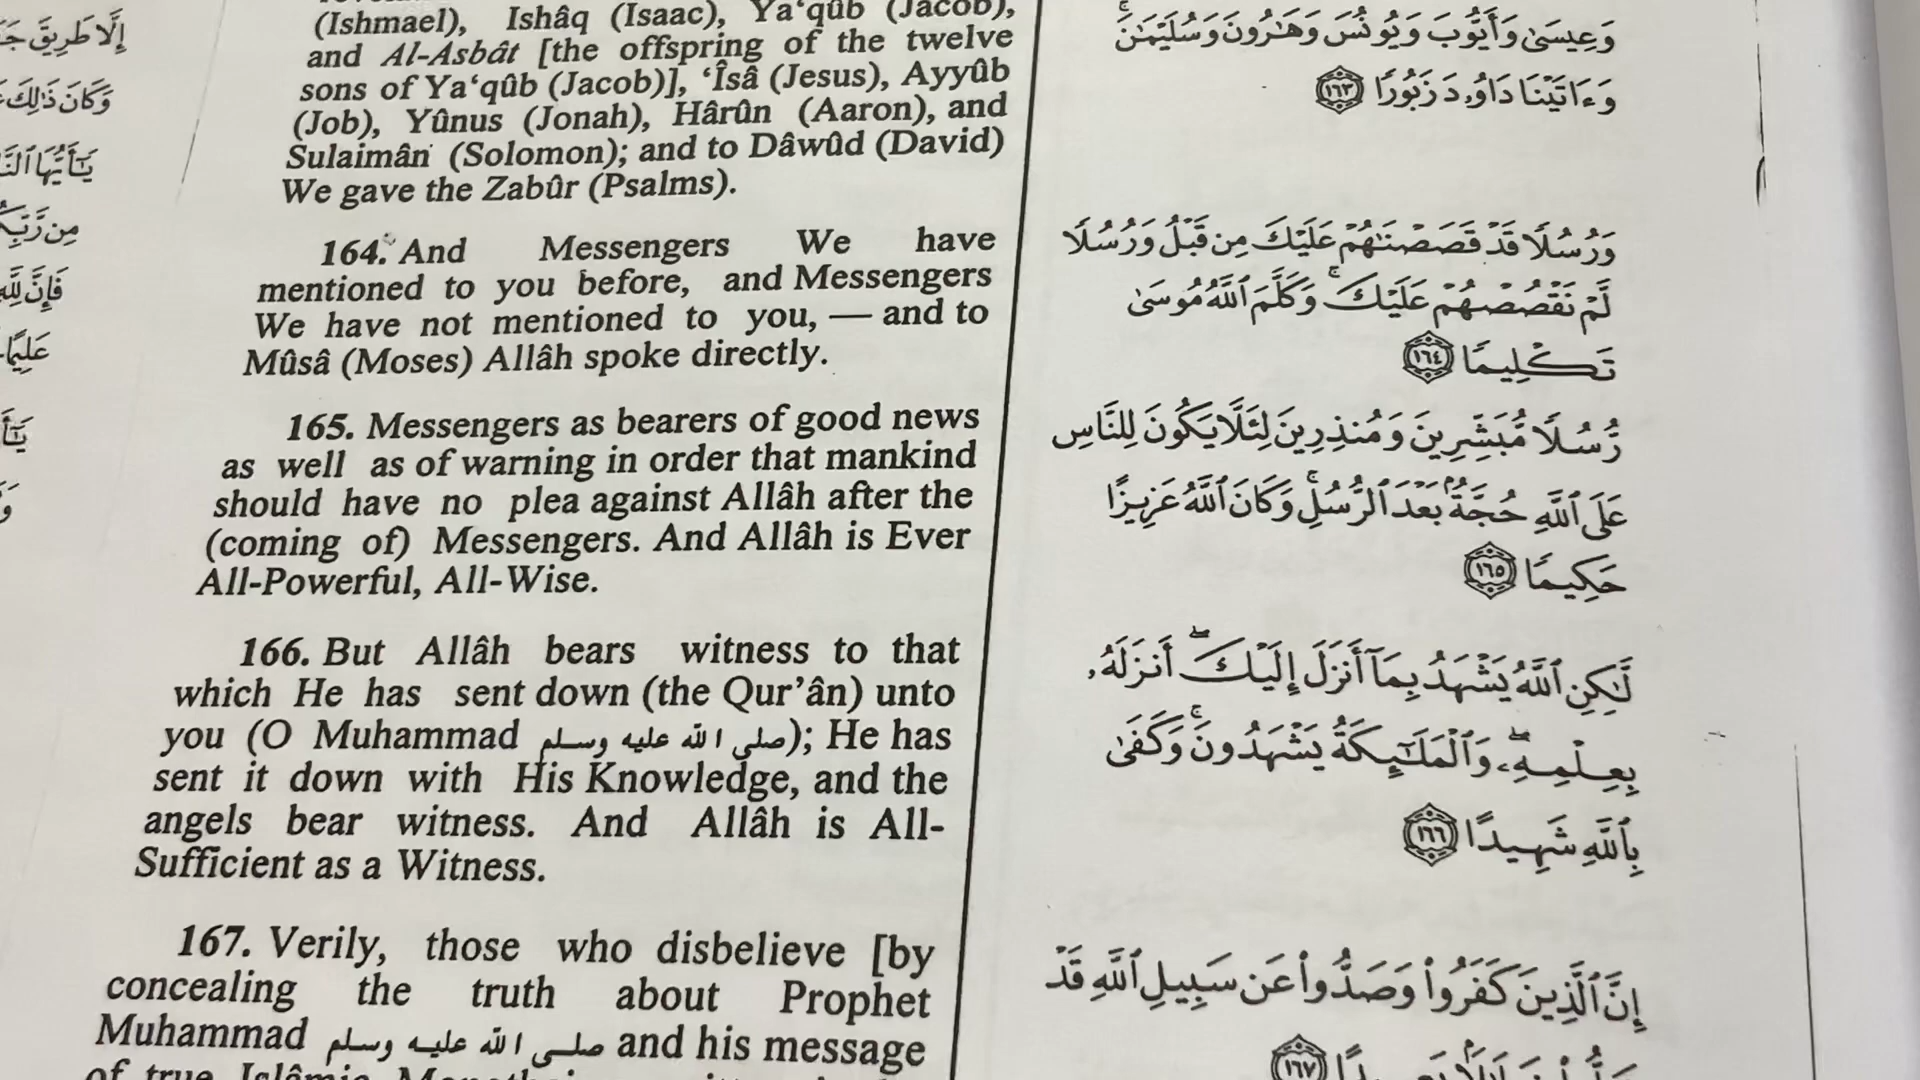 (Ishmael), Ishâq (Isaac), Ya‘qûb (Jacob),
and Al-Asbât [the offspring of the twelve
sons of Ya‘qûb (Jacob)], ‘Îsâ (Jesus), Ayyûb
(Job), Yûnus (Jonah), Hârûn (Aaron), and
Sulaimân (Solomon); and to Dâwûd (David)
We gave the Zabûr (Psalms).
164. And Messengers We have
mentioned to you before, and Messengers
We have not mentioned to you, — and to
Mûsâ (Moses) Allâh spoke directly.
165. Messengers as bearers of good news
as well as of warning in order that mankind
should have no plea against Allâh after the
(coming of) Messengers. And Allâh is Ever
All-Powerful, All-Wise.
166. But Allâh bears witness to that
which He has sent down (the Qur’ân) unto
you (O Muhammad صلى الله عليه وسلم); He has
sent it down with His Knowledge, and the
angels bear witness. And Allâh is All-
Sufficient as a Witness.
167. Verily, those who disbelieve [by
concealing the truth about Prophet
Muhammad صلى الله عليه وسلم and his message
of true Islâmic
وَعِيسَىٰ وَأَيُّوبَ وَيُونُسَ وَهَٰرُونَ وَسُلَيْمَٰنَ ۚ
وَءَاتَيْنَا دَاوُۥدَ زَبُورًا ١٦٣
وَرُسُلًا قَدْ قَصَصْنَٰهُمْ عَلَيْكَ مِن قَبْلُ وَرُسُلًا
لَّمْ نَقْصُصْهُمْ عَلَيْكَ ۚ وَكَلَّمَ ٱللَّهُ مُوسَىٰ
تَكْلِيمًا ١٦٤
رُّسُلًا مُّبَشِّرِينَ وَمُنذِرِينَ لِئَلَّا يَكُونَ لِلنَّاسِ
عَلَى ٱللَّهِ حُجَّةٌۢ بَعْدَ ٱلرُّسُلِ ۚ وَكَانَ ٱللَّهُ عَزِيزًا
حَكِيمًا ١٦٥
لَّٰكِنِ ٱللَّهُ يَشْهَدُ بِمَآ أَنزَلَ إِلَيْكَ ۖ أَنزَلَهُۥ
بِعِلْمِهِۦ ۖ وَٱلْمَلَٰٓئِكَةُ يَشْهَدُونَ ۚ وَكَفَىٰ
بِٱللَّهِ شَهِيدًا ١٦٦
إِنَّ ٱلَّذِينَ كَفَرُوا۟ وَصَدُّوا۟ عَن سَبِيلِ ٱللَّهِ قَدْ
١٦٧
إِلَّا طَرِيقَ
وَكَانَ ذَٰلِكَ
يَٰٓأَيُّهَا
مِن
فَإِنَّ لِلَّهِ